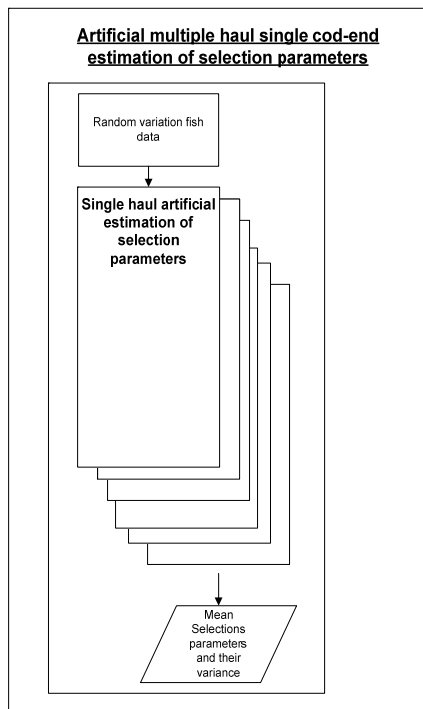 Artificial multiple haul single cod-end
estimation of selection parameters
Random variation fish
data
Single haul artificial
estimation of
selection
parameters
Mean
Selections
parameters
and their
variance